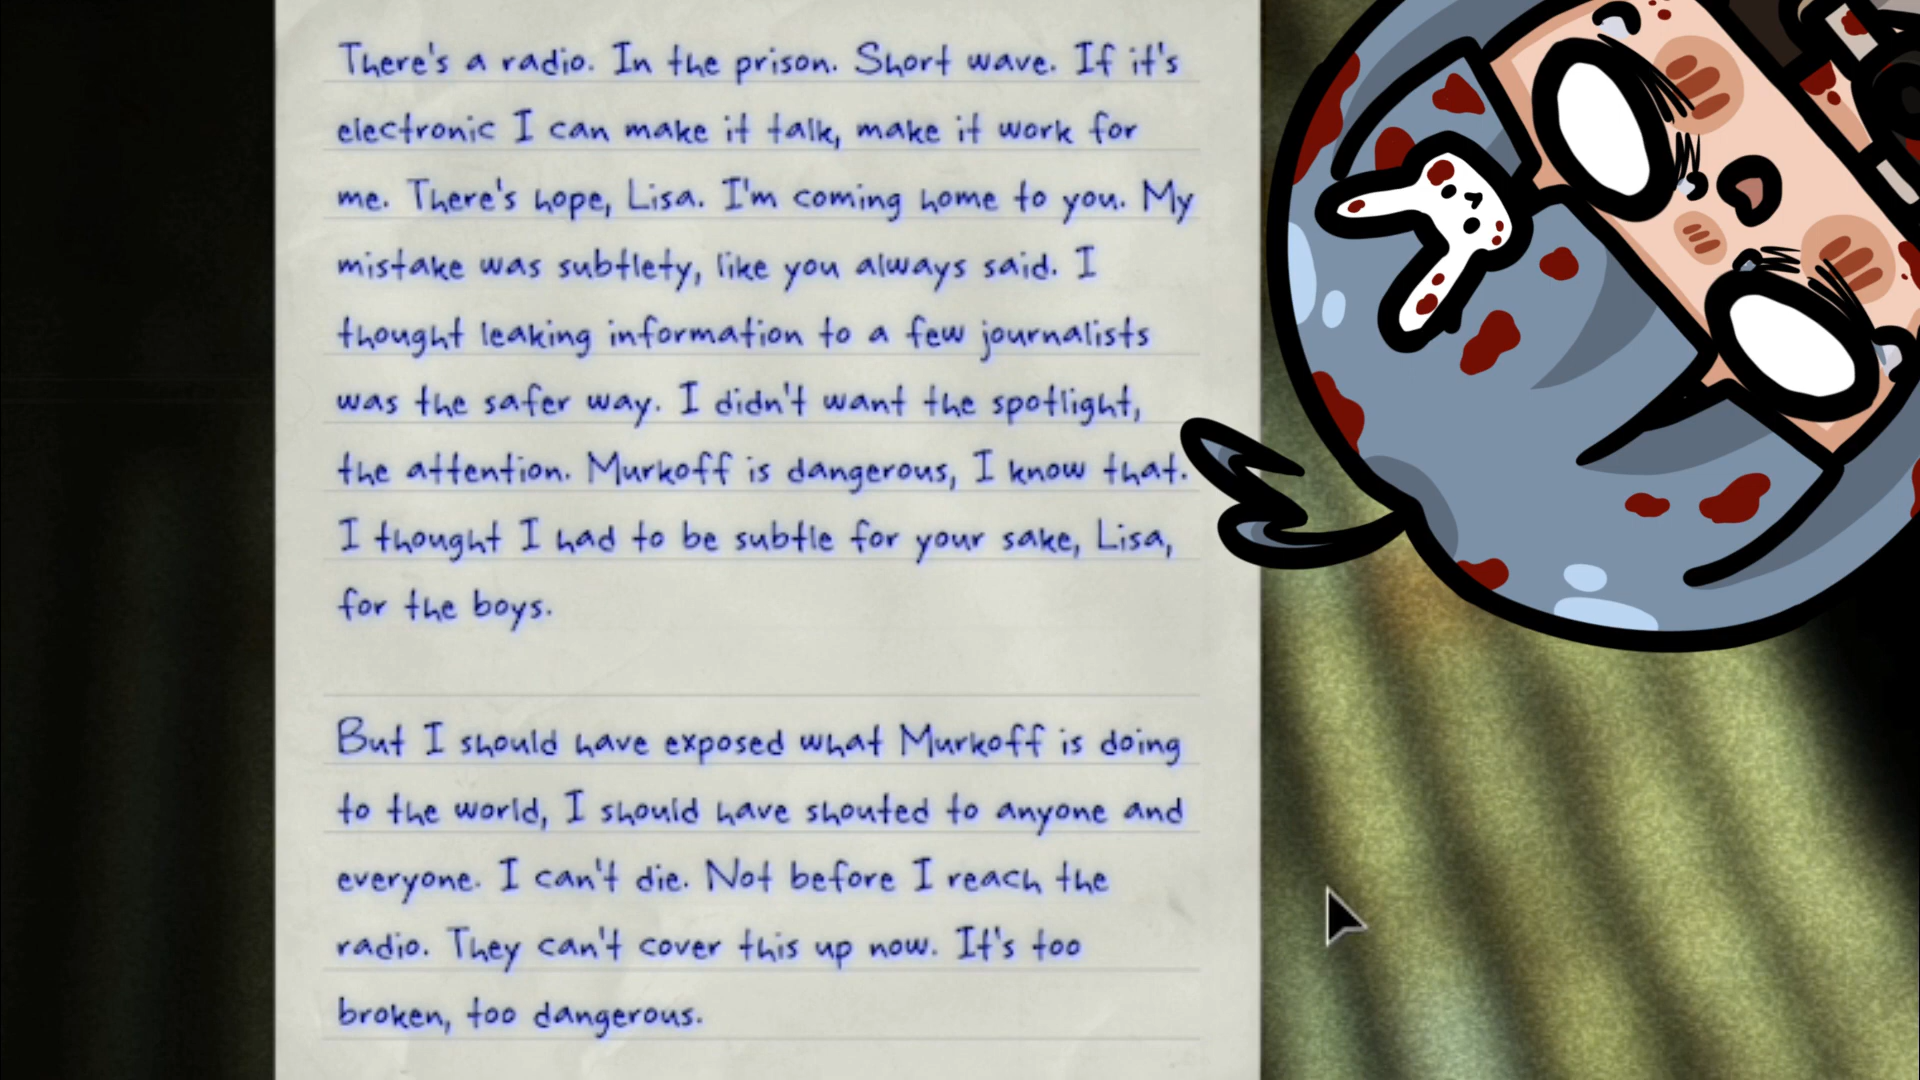 There's a radio. In the prison. Short wave. If it's
electronic I can make it talk, make it work for
me. There's hope, Lisa. I'm coming home to you. My
mistake was subtlety, like you always said. I
thought leaking information to a few journalists
was the safer way. I didn't want the spotlight,
the attention. Murkoff is dangerous, I know that.
I thought I had to be subtle for your sake, Lisa,
for the boys.
But I should have exposed what Murkoff is doing
to the world, I should have shouted to anyone and
everyone. I can't die. Not before I reach the
radio. They can't cover this up now. It's too
broken, too dangerous.